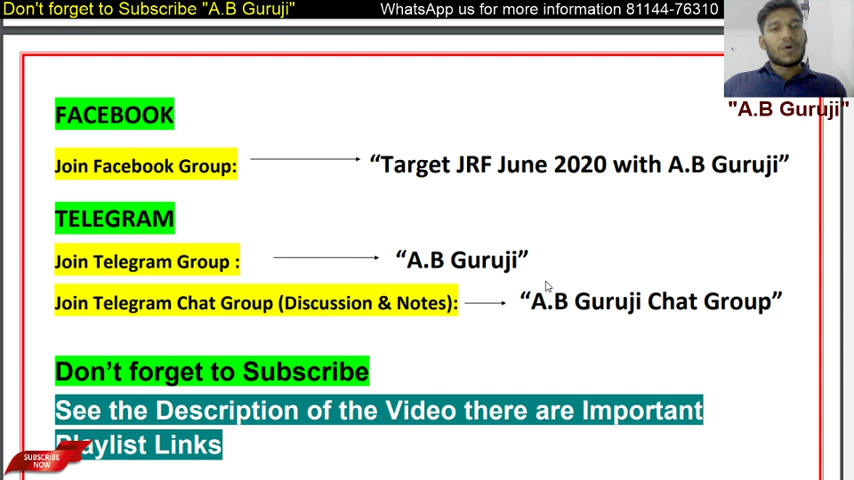 Don't forget to Subscribe "A.B Guruji" WhatsApp us for more information 81144-76310
"A.B Guruji"
FACEBOOK
Join Facebook Group: “Target JRF June 2020 with A.B Guruji”
TELEGRAM
Join Telegram Group : “A.B Guruji”
Join Telegram Chat Group (Discussion & Notes): “A.B Guruji Chat Group”
Don’t forget to Subscribe
See the Description of the Video there are Important
Playlist Links
SUBSCRIBE
NOW